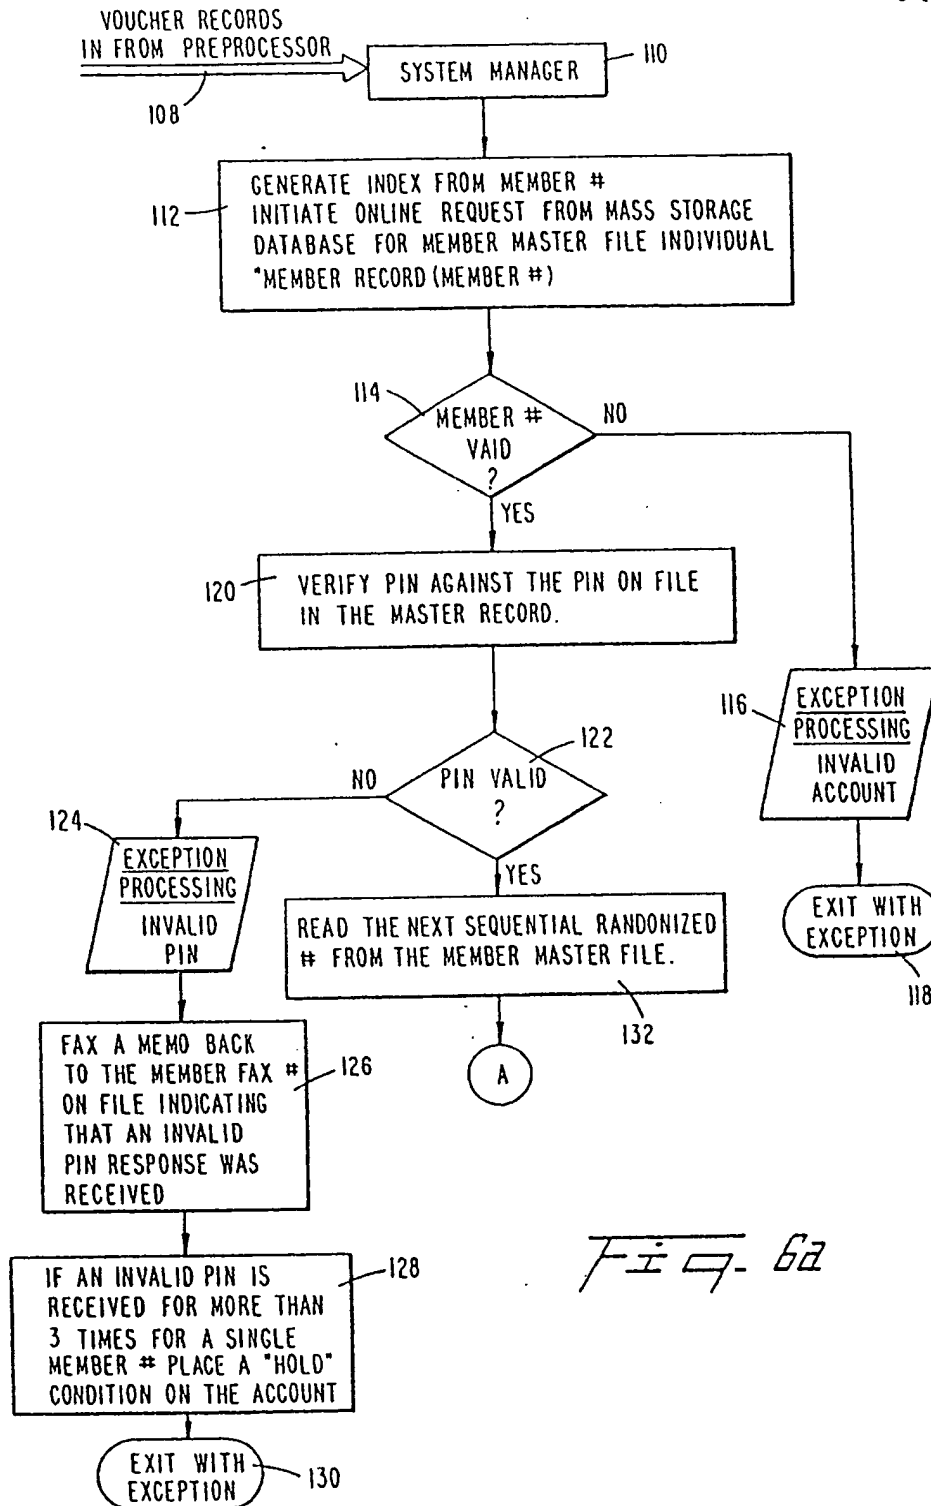 VOUCHER RECORDS
IN FROM PREPROCESSOR
108
SYSTEM MANAGER
110
112
GENERATE INDEX FROM MEMBER #
INITIATE ONLINE REQUEST FROM MASS STORAGE
DATABASE FOR MEMBER MASTER FILE INDIVIDUAL
"MEMBER RECORD (MEMBER #)
114
MEMBER #
VAID
?
NO
YES
120
VERIFY PIN AGAINST THE PIN ON FILE
IN THE MASTER RECORD.
116
EXCEPTION
PROCESSING
INVALID
ACCOUNT
122
PIN VALID
?
NO
YES
124
EXCEPTION
PROCESSING
INVALID
PIN
READ THE NEXT SEQUENTIAL RANDONIZED
# FROM THE MEMBER MASTER FILE.
132
EXIT WITH
EXCEPTION
118
A
FAX A MEMO BACK
TO THE MEMBER FAX #
ON FILE INDICATING
THAT AN INVALID
PIN RESPONSE WAS
RECEIVED
126
IF AN INVALID PIN IS
RECEIVED FOR MORE THAN
3 TIMES FOR A SINGLE
MEMBER # PLACE A "HOLD"
CONDITION ON THE ACCOUNT
128
EXIT WITH
EXCEPTION
130
Fig. 6a